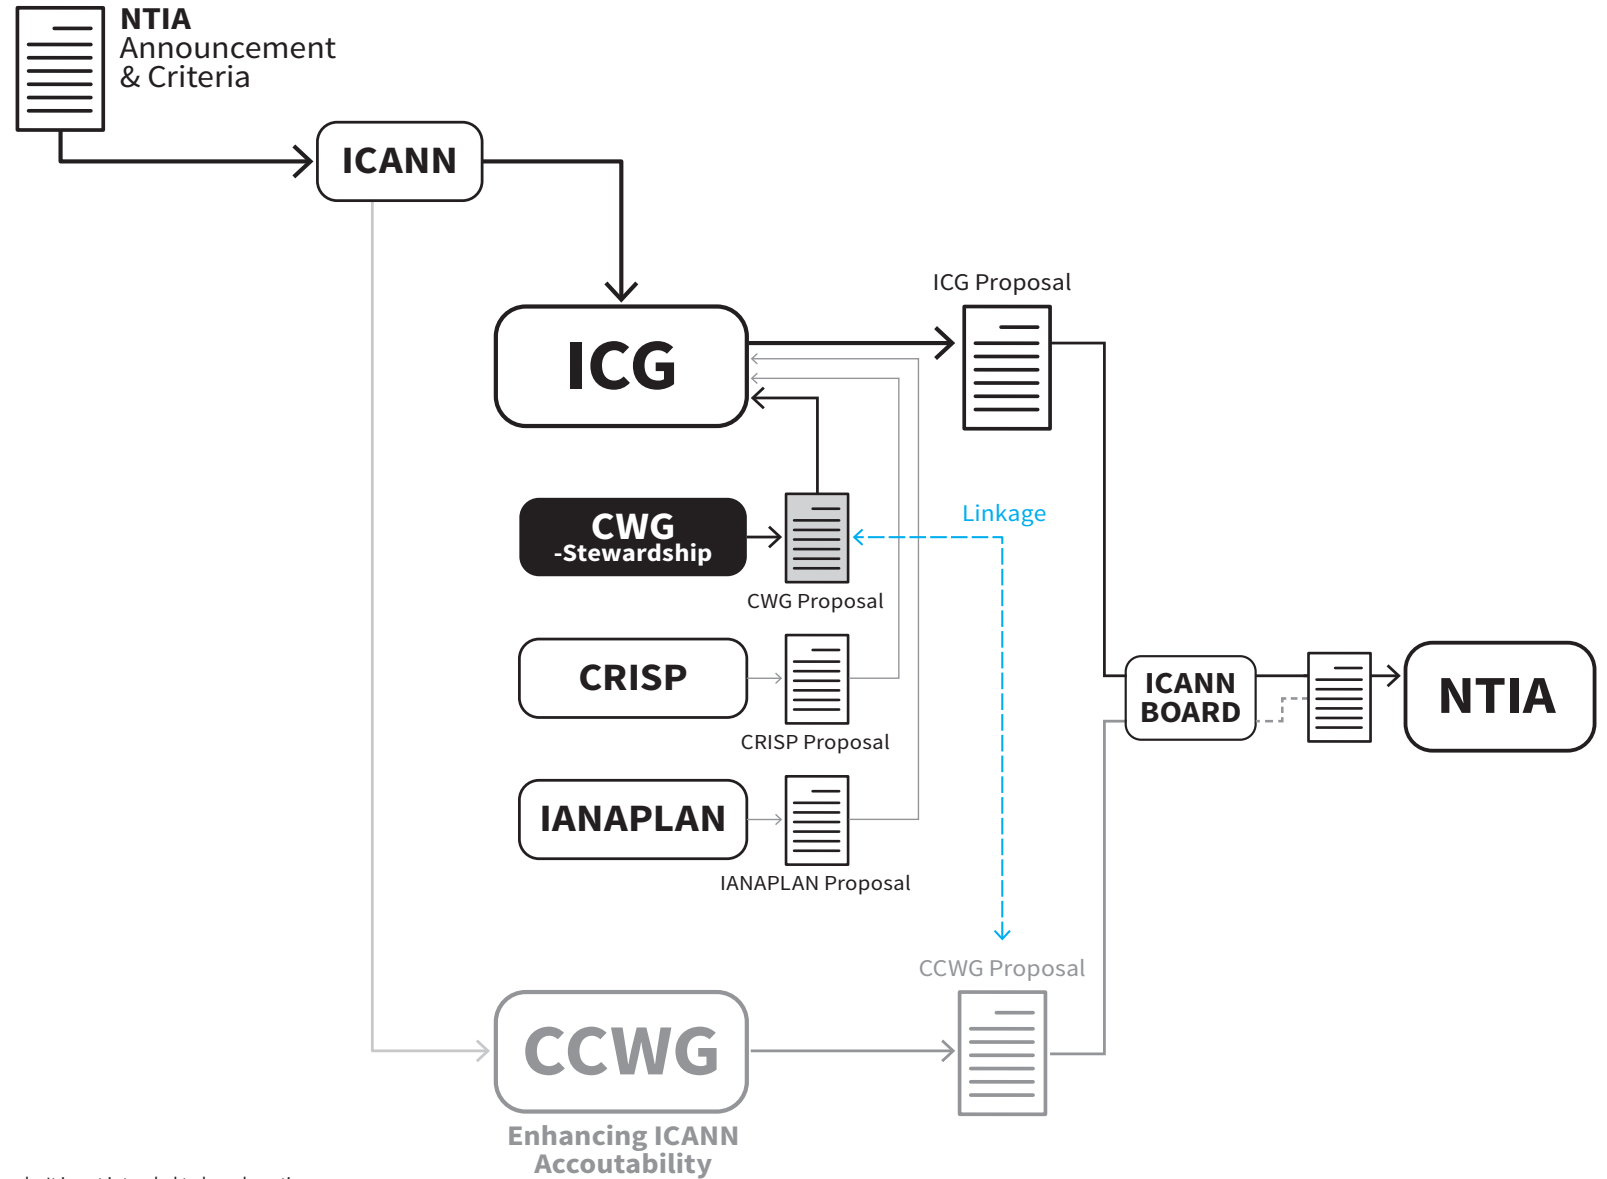 NTIA
Announcement
& Criteria
ICANN
ICG Proposal
ICG
CWG
-Stewardship
Linkage
CWG Proposal
CRISP
CRISP Proposal
ICANN
BOARD
NTIA
IANAPLAN
IANAPLAN Proposal
CCWG Proposal
CCWG
Enhancing ICANN
Accoutability